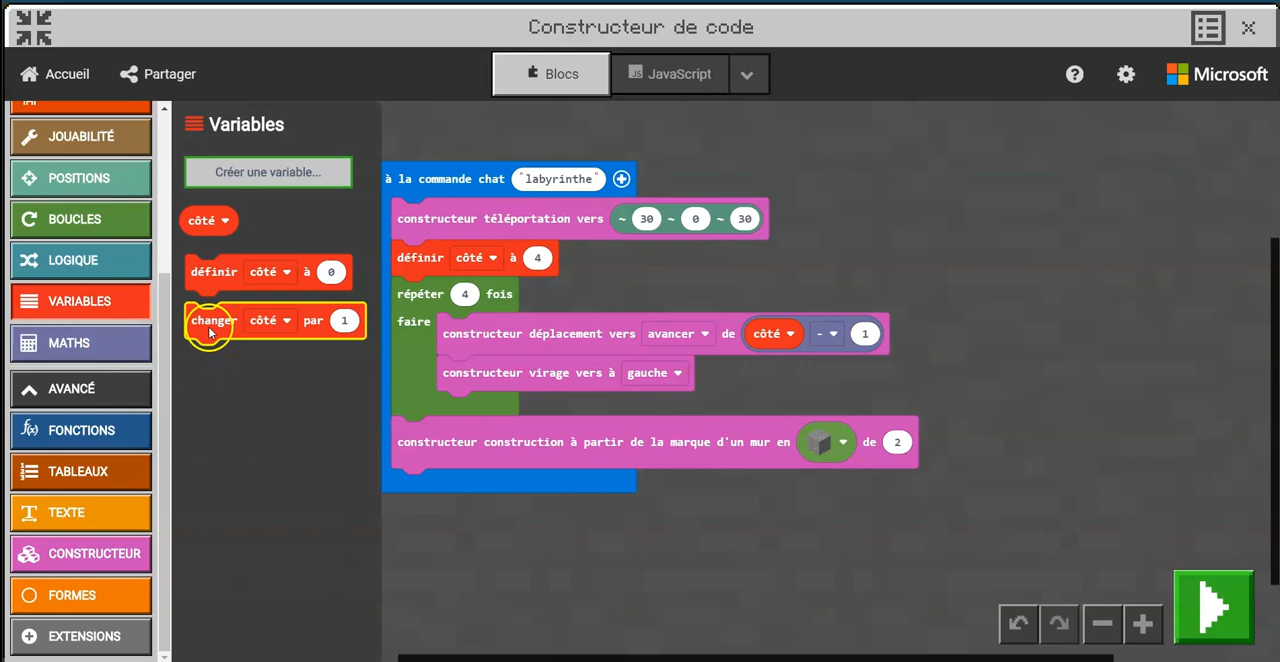 Constructeur de code
Accueil
Partager
Blocs
JS JavaScript
?
Microsoft
JOUABILITÉ
POSITIONS
BOUCLES
LOGIQUE
VARIABLES
MATHS
AVANCÉ
f(x) FONCTIONS
TABLEAUX
TEXTE
CONSTRUCTEUR
FORMES
EXTENSIONS
Variables
Créer une variable...
côté
définir côté à 0
changer côté par 1
à la commande chat "labyrinthe"
constructeur téléportation vers ~ 30 ~ 0 ~ 30
définir côté à 4
répéter 4 fois
faire
constructeur déplacement vers avancer de côté - 1
constructeur virage vers à gauche
constructeur construction à partir de la marque d'un mur en de 2